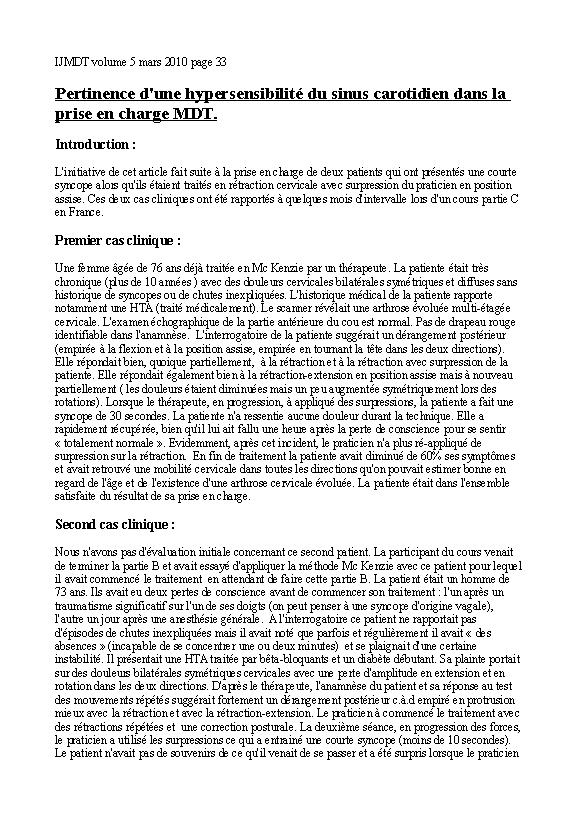 IJMDT volume 5 mars 2010 page 33
Pertinence d'une hypersensibilité du sinus carotidien dans la
prise en charge MDT.
Introduction :
L'initiative de cet article fait suite à la prise en charge de deux patients qui ont présentés une courte
syncope alors qu'ils étaient traités en rétraction cervicale avec surpression du praticien en position
assise. Ces deux cas cliniques ont été rapportés à quelques mois d'intervalle lors d'un cours partie C
en France.
Premier cas clinique :
Une femme âgée de 76 ans déjà traitée en Mc Kenzie par un thérapeute. La patiente était très
chronique (plus de 10 années ) avec des douleurs cervicales bilatérales symétriques et diffuses sans
historique de syncopes ou de chutes inexpliquées. L'historique médical de la patiente rapporte
notamment une HTA (traité médicalement). Le scanner révélait une arthrose évoluée multi-étagée
cervicale. L'examen échographique de la partie antérieure du cou est normal. Pas de drapeau rouge
identifiable dans l'anamnèse.  L'interrogatoire de la patiente suggérait un dérangement postérieur
(empirée à la flexion et à la position assise, empirée en tournant la tête dans les deux directions).
Elle répondait bien, quoique partiellement,  à la rétraction et à la rétraction avec surpression de la
patiente. Elle répondait également bien à la rétraction-extension en position assise mais à nouveau
partiellement ( les douleurs étaient diminuées mais un peu augmentée symétriquement lors des
rotations). Lorsque le thérapeute, en progression, à appliqué des surpressions, la patiente a fait une
syncope de 30 secondes. La patiente n'a ressentie aucune douleur durant la technique. Elle a
rapidement récupérée, bien qu'il lui ait fallu une heure après la perte de conscience pour se sentir
« totalement normale ». Evidemment, après cet incident, le praticien n'a plus ré-appliqué de
surpression sur la rétraction.  En fin de traitement la patiente avait diminué de 60% ses symptômes
et avait retrouvé une mobilité cervicale dans toutes les directions qu'on pouvait estimer bonne en
regard de l'âge et de l'existence d'une arthrose cervicale évoluée. La patiente était dans l'ensemble
satisfaite du résultat de sa prise en charge.
Second cas clinique :
Nous n'avons pas d'évaluation initiale concernant ce second patient. La participant du cours venait
de terminer la partie B et avait essayé d'appliquer la méthode Mc Kenzie avec ce patient pour lequel
il avait commencé le traitement  en attendant de faire cette partie B. La patient était un homme de
73 ans. Ils avait eu deux pertes de conscience avant de commencer son traitement : l'un après un
traumatisme significatif sur l'un de ses doigts (on peut penser à une syncope d'origine vagale),
l'autre un jour après une anesthésie générale.  A l'interrogatoire ce patient ne rapportait pas
d'épisodes de chutes inexpliquées mais il avait noté que parfois et régulièrement il avait « des
absences » (incapable de se concentrer une ou deux minutes)  et se plaignait d'une certaine
instabilité. Il présentait une HTA traitée par bêta-bloquants et un diabète débutant. Sa plainte portait
sur des douleurs bilatérales symétriques cervicales avec une perte d'amplitude en extension et en
rotation dans les deux directions. D'après le thérapeute, l'anamnèse du patient et sa réponse au test
des mouvements répétés suggérait fortement un dérangement postérieur c.à.d empiré en protrusion
mieux avec la rétraction et avec la rétraction-extension. Le praticien à commencé le traitement avec
des rétractions répétées et  une correction posturale. La deuxième séance, en progression des forces,
le praticien a utilisé les surpressions ce qui a entrainé une courte syncope (moins de 10 secondes).
Le patient n'avait pas de souvenirs de ce qu'il venait de se passer et a été surpris lorsque le praticien